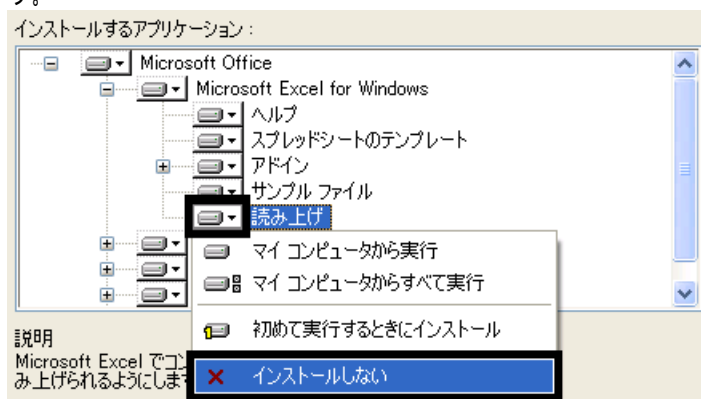 す。
インストールするアプリケーション :
Microsoft Office
Microsoft Excel for Windows
ヘルプ
スプレッドシートのテンプレート
アドイン
サンプル ファイル
読み上げ
マイ コンピュータから実行
マイ コンピュータからすべて実行
初めて実行するときにインストール
インストールしない
説明
Microsoft Excel でコン
み上げられるようにしま